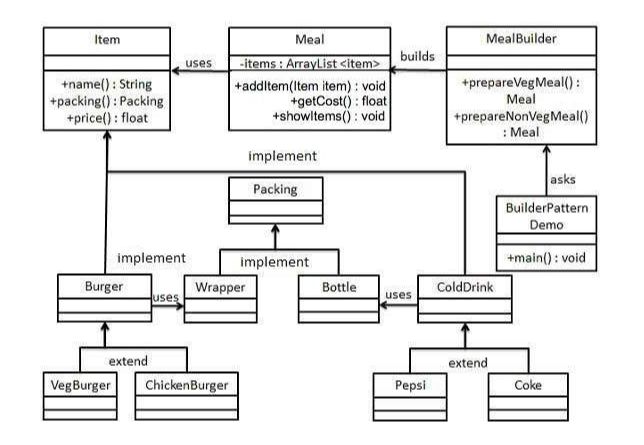 Item
+name() : String
+packing() : Packing
+price() : float
uses
Meal
-items : ArrayList <item>
+addItem(Item item) : void
+getCost() : float
+showItems() : void
builds
MealBuilder
+prepareVegMeal() :
Meal
+prepareNonVegMeal()
: Meal
asks
BuilderPattern
Demo
+main() : void
implement
Packing
implement
implement
Burger
uses
Wrapper
Bottle
uses
ColdDrink
extend
extend
VegBurger
ChickenBurger
Pepsi
Coke